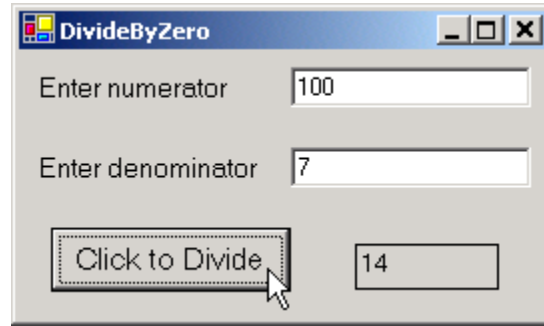 DivideByZero
Enter numerator 100
Enter denominator 7
Click to Divide 14